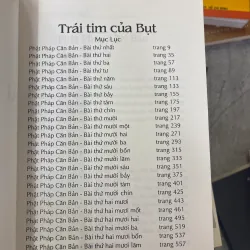 Trái tim của Bụt
Mục Lục
Phật Pháp Căn Bản - Bài thứ nhất trang 9
Phật Pháp Căn Bản - Bài thứ hai trang 35
Phật Pháp Căn Bản - Bài thứ ba trang 57
Phật Pháp Căn Bản - Bài thứ tư trang 89
Phật Pháp Căn Bản - Bài thứ năm trang 111
Phật Pháp Căn Bản - Bài thứ sáu trang 133
Phật Pháp Căn Bản - Bài thứ bảy trang 155
Phật Pháp Căn Bản - Bài thứ tám trang 173
Phật Pháp Căn Bản - Bài thứ chín trang 197
Phật Pháp Căn Bản - Bài thứ mười trang 217
Phật Pháp Căn Bản - Bài thứ mười một trang 239
Phật Pháp Căn Bản - Bài thứ mười hai trang 271
Phật Pháp Căn Bản - Bài thứ mười ba trang 293
Phật Pháp Căn Bản - Bài thứ mười bốn trang 313
Phật Pháp Căn Bản - Bài thứ mười lăm trang 337
Phật Pháp Căn Bản - Bài thứ mười sáu trang 353
Phật Pháp Căn Bản - Bài thứ mười bảy trang 375
Phật Pháp Căn Bản - Bài thứ mười tám trang 401
Phật Pháp Căn Bản - Bài thứ mười chín trang 425
Phật Pháp Căn Bản - Bài thứ hai mươi trang 443
Phật Pháp Căn Bản - Bài thứ hai mươi mốt trang 461
Phật Pháp Căn Bản - Bài thứ hai mươi hai trang 489
Phật Pháp Căn Bản - Bài thứ hai mươi ba trang 519
Phật Pháp Căn Bản - Bài thứ hai mươi bốn trang 537
Phật Pháp Căn Bản - Bài thứ hai mươi lăm trang 557